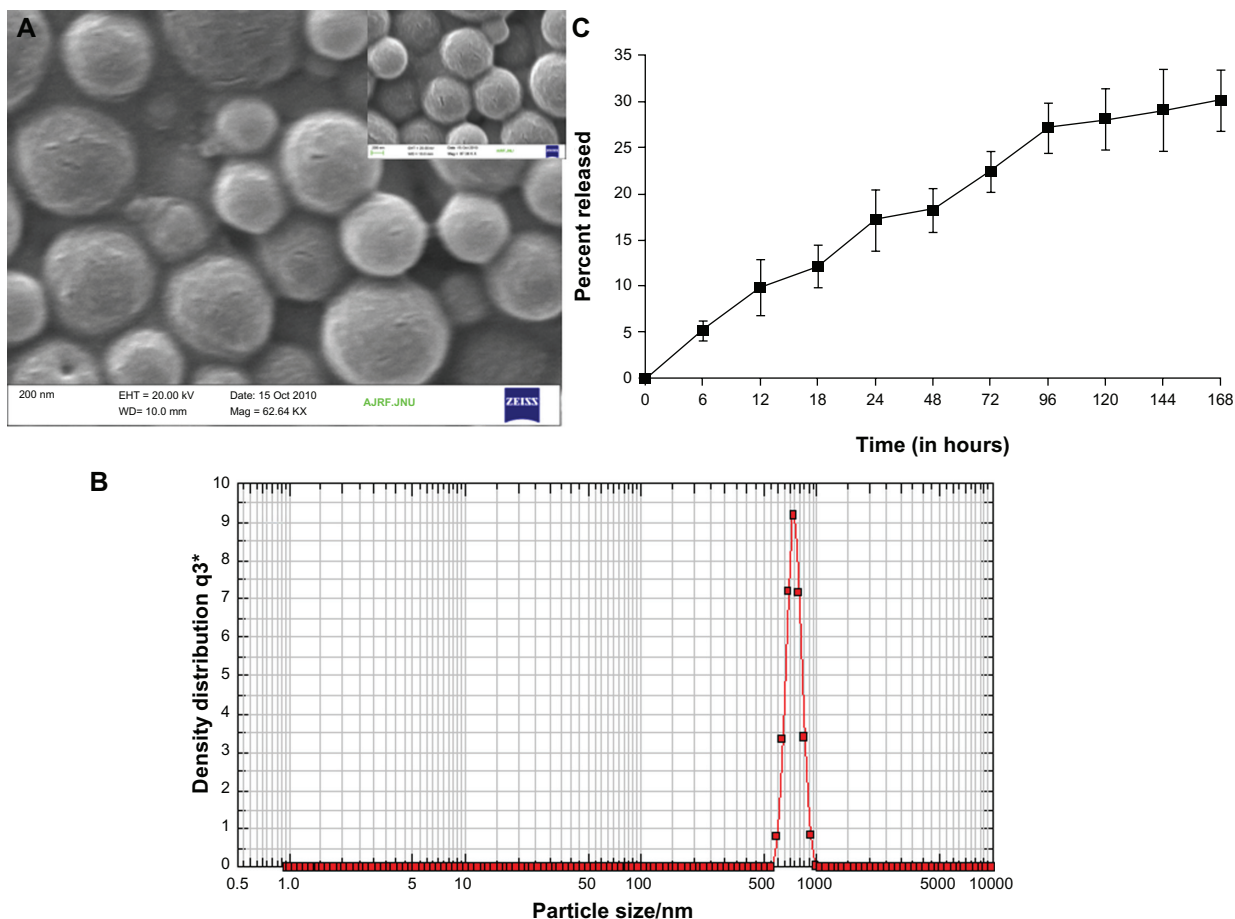 A
200 nm
EHT = 20.00 kV
Date: 15 Oct 2010
WD= 10.0 mm
Mag = 62.64 KX
AJRF.JNU
ZEISS
AJRF.JNU
C
Percent released
35
30
25
20
15
10
5
0
0 6 12 18 24 48 72 96 120 144 168
Time (in hours)
B
Density distribution q3*
10
9
8
7
6
5
4
3
2
1
0
0.5 1.0 5 10 50 100 500 1000 5000 10000
Particle size/nm